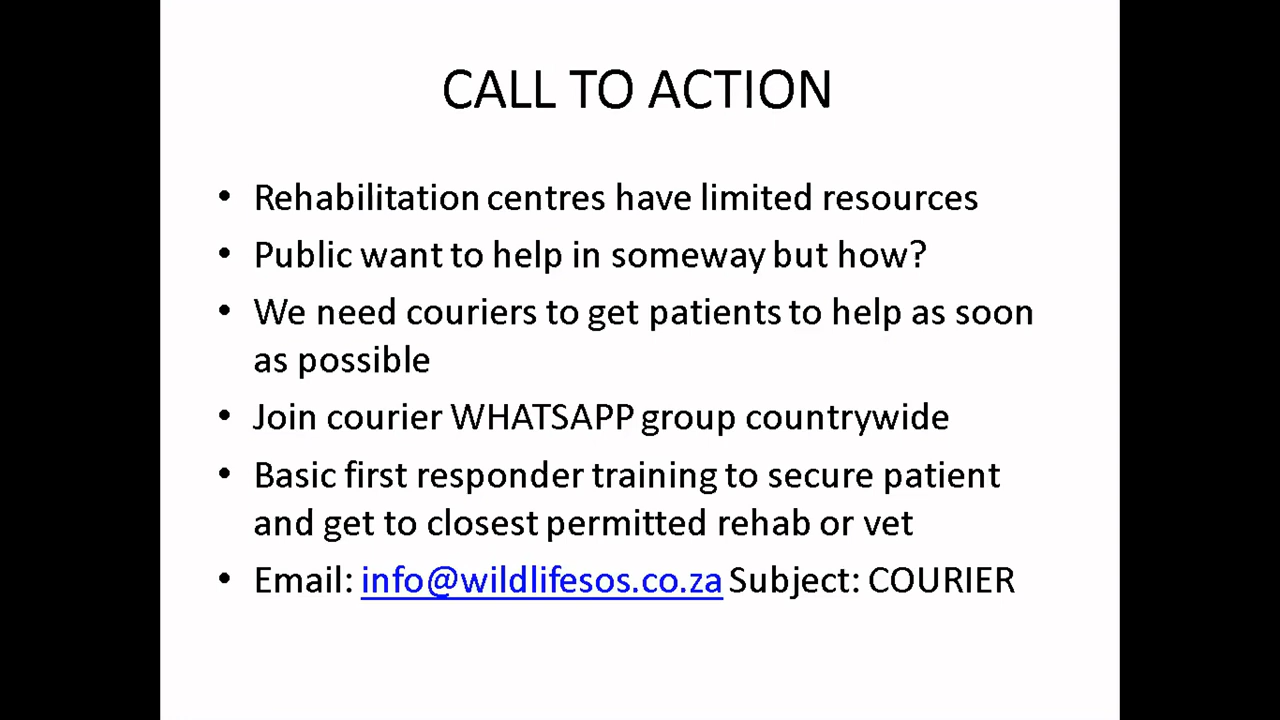 CALL TO ACTION
• Rehabilitation centres have limited resources
• Public want to help in someway but how?
• We need couriers to get patients to help as soon
as possible
• Join courier WHATSAPP group countrywide
• Basic first responder training to secure patient
and get to closest permitted rehab or vet
• Email: info@wildlifesos.co.za Subject: COURIER